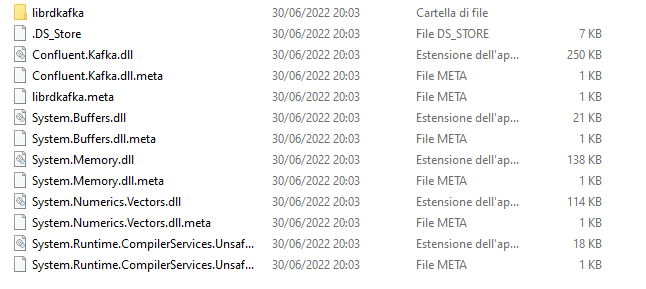 librdkafka 30/06/2022 20:03 Cartella di file
.DS_Store 30/06/2022 20:03 File DS_STORE 7 KB
Confluent.Kafka.dll 30/06/2022 20:03 Estensione dell'ap... 250 KB
Confluent.Kafka.dll.meta 30/06/2022 20:03 File META 1 KB
librdkafka.meta 30/06/2022 20:03 File META 1 KB
System.Buffers.dll 30/06/2022 20:03 Estensione dell'ap... 21 KB
System.Buffers.dll.meta 30/06/2022 20:03 File META 1 KB
System.Memory.dll 30/06/2022 20:03 Estensione dell'ap... 138 KB
System.Memory.dll.meta 30/06/2022 20:03 File META 1 KB
System.Numerics.Vectors.dll 30/06/2022 20:03 Estensione dell'ap... 114 KB
System.Numerics.Vectors.dll.meta 30/06/2022 20:03 File META 1 KB
System.Runtime.CompilerServices.Unsaf... 30/06/2022 20:03 Estensione dell'ap... 18 KB
System.Runtime.CompilerServices.Unsaf... 30/06/2022 20:03 File META 1 KB